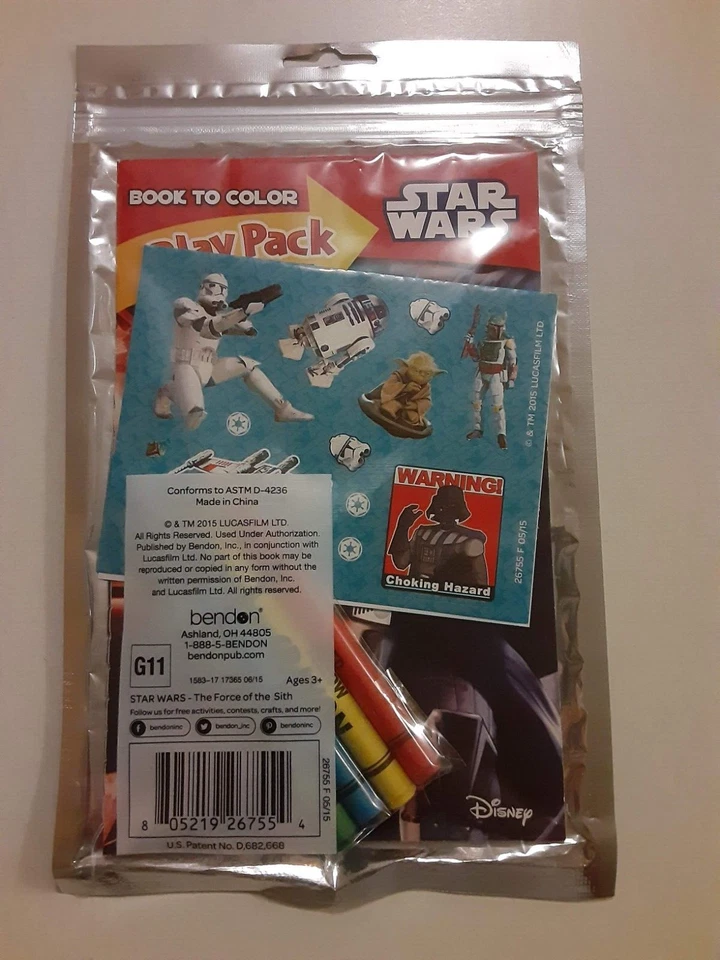 BOOK TO COLOR
Play Pack
STAR
WARS
© & TM 2015 LUCASFILM LTD
WARNING!
Choking Hazard
26755 F 05/15
Conforms to ASTM D-4236
Made in China
© & TM 2015 LUCASFILM LTD
All Rights Reserved. Used Under Authorization.
Published by Bendon, Inc., in conjunction with
Lucasfilm Ltd. No part of this book may be
reproduced or copied in any form without the
written permission of Bendon, Inc.
and Lucasfilm Ltd. All rights reserved.
bendon®
Ashland, OH 44805
1-888-5-BENDON
bendonpub.com
G11
1583-17 17365 06/15
Ages 3+
STAR WARS - The Force of the Sith
Follow us for free activities, contests, crafts, and more!
bendoninc
bendon_inc
bendoninc
8 05219 26755 4
26755 F 05/15
U.S. Patent No. D,682,668
Disney